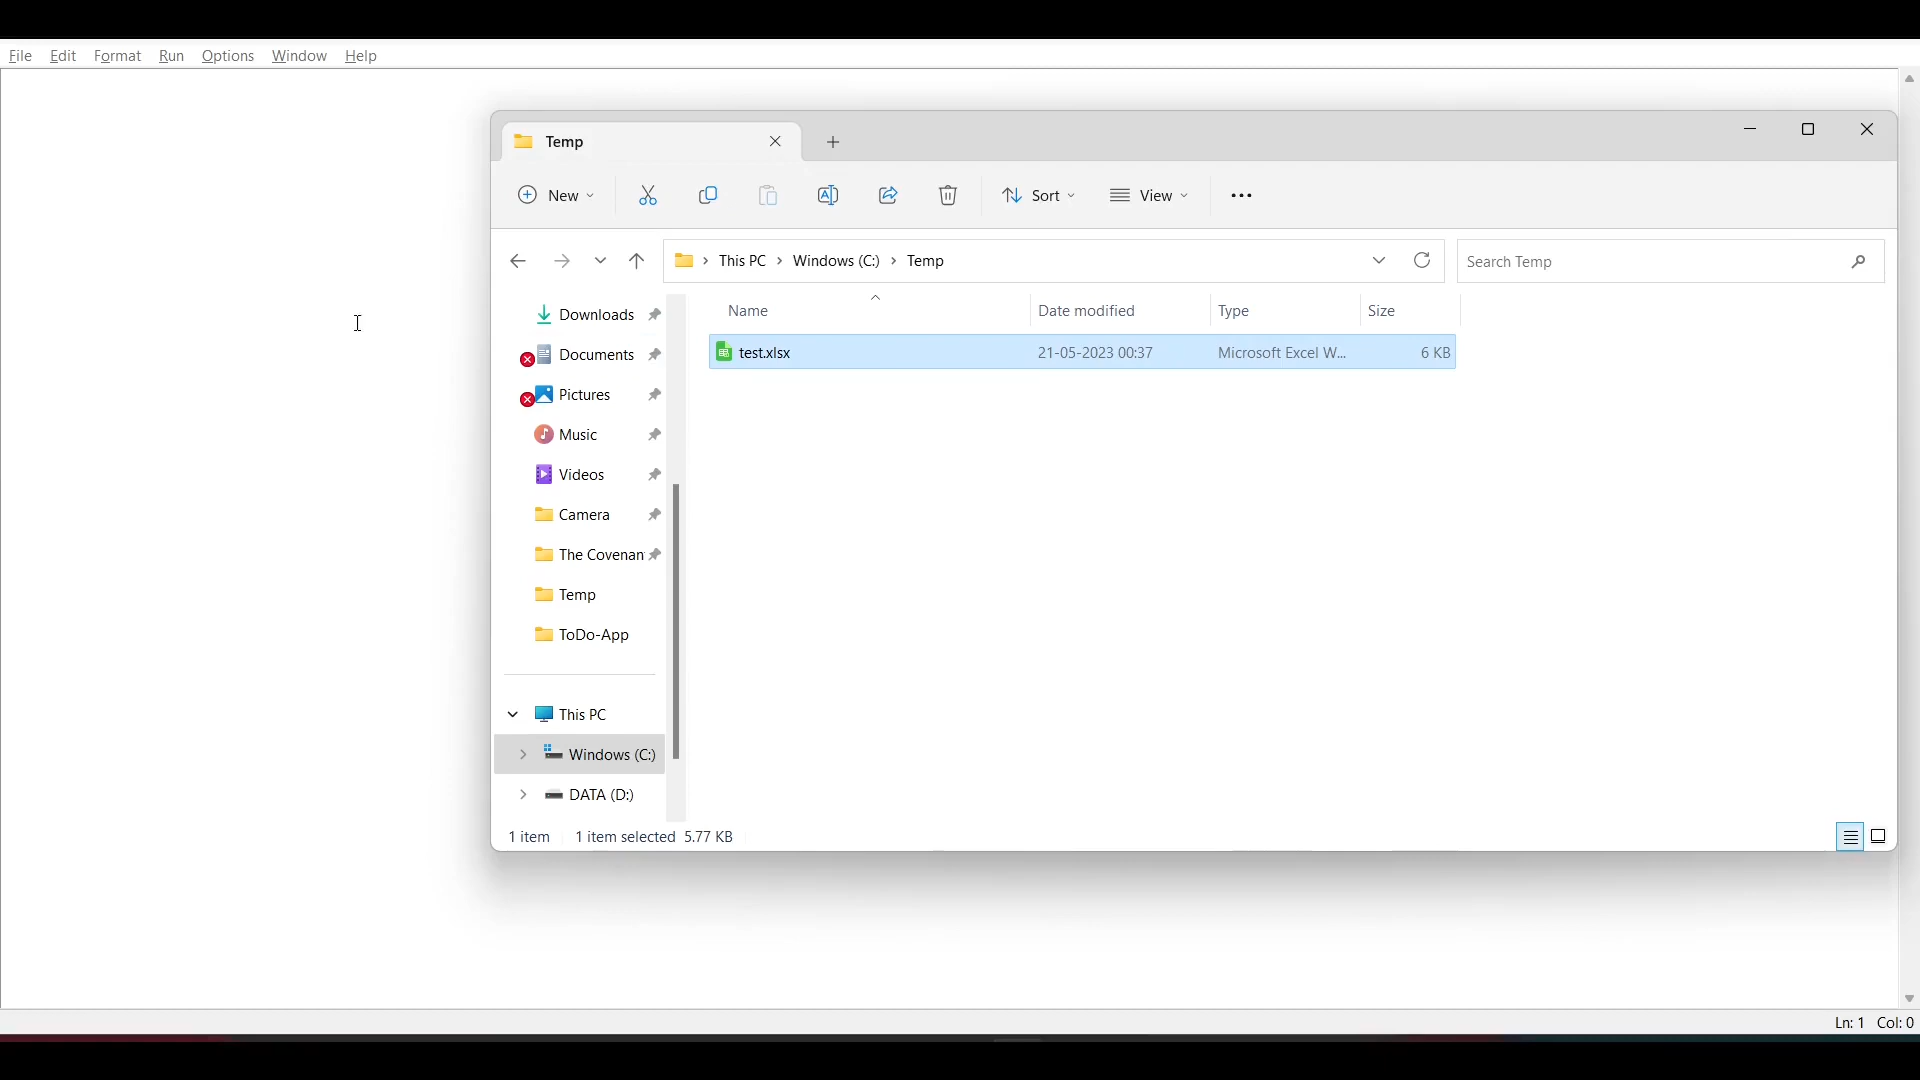 File Edit Format Run Options Window Help
Temp
New Sort View
This PC Windows (C:) Temp
Search Temp
Name Date modified Type Size
test.xlsx 21-05-2023 00:37 Microsoft Excel W... 6 KB
Downloads
Documents
Pictures
Music
Videos
Camera
The Covenan
Temp
ToDo-App
This PC
Windows (C:)
DATA (D:)
1 item 1 item selected 5.77 KB
Ln: 1 Col: 0